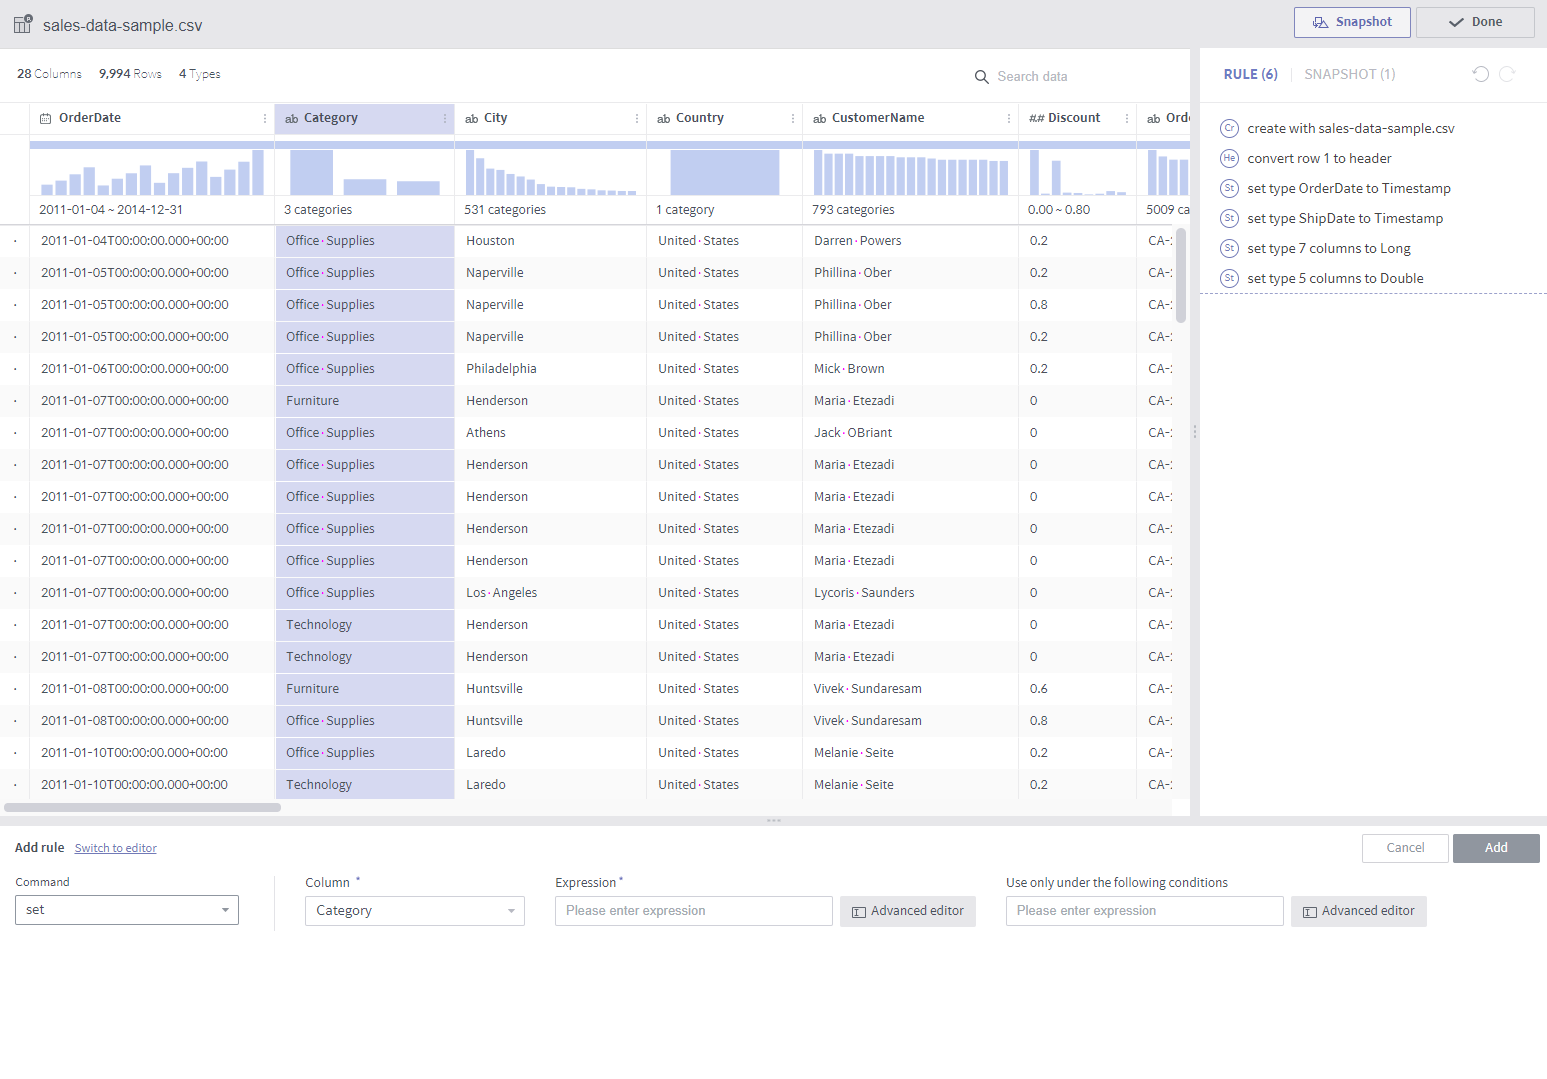 sales-data-sample.csv
Snapshot
Done
28 Columns 9,994 Rows 4 Types
Search data
RULE (6) SNAPSHOT (1)
OrderDate ab Category ab City ab Country ab CustomerName ## Discount ab Orde
2011-01-04 ~ 2014-12-31 3 categories 531 categories 1 category 793 categories 0.00 ~ 0.80 5009 ca
2011-01-04T00:00:00.000+00:00 Office·Supplies Houston United·States Darren·Powers 0.2 CA-
2011-01-05T00:00:00.000+00:00 Office·Supplies Naperville United·States Phillina·Ober 0.2 CA-
2011-01-05T00:00:00.000+00:00 Office·Supplies Naperville United·States Phillina·Ober 0.8 CA-
2011-01-05T00:00:00.000+00:00 Office·Supplies Naperville United·States Phillina·Ober 0.2 CA-
2011-01-06T00:00:00.000+00:00 Office·Supplies Philadelphia United·States Mick·Brown 0.2 CA-
2011-01-07T00:00:00.000+00:00 Furniture Henderson United·States Maria·Etezadi 0 CA-
2011-01-07T00:00:00.000+00:00 Office·Supplies Athens United·States Jack·OBriant 0 CA-
2011-01-07T00:00:00.000+00:00 Office·Supplies Henderson United·States Maria·Etezadi 0 CA-
2011-01-07T00:00:00.000+00:00 Office·Supplies Henderson United·States Maria·Etezadi 0 CA-
2011-01-07T00:00:00.000+00:00 Office·Supplies Henderson United·States Maria·Etezadi 0 CA-
2011-01-07T00:00:00.000+00:00 Office·Supplies Henderson United·States Maria·Etezadi 0 CA-
2011-01-07T00:00:00.000+00:00 Office·Supplies Los·Angeles United·States Lycoris·Saunders 0 CA-
2011-01-07T00:00:00.000+00:00 Technology Henderson United·States Maria·Etezadi 0 CA-
2011-01-07T00:00:00.000+00:00 Technology Henderson United·States Maria·Etezadi 0 CA-
2011-01-08T00:00:00.000+00:00 Furniture Huntsville United·States Vivek·Sundaresam 0.6 CA-
2011-01-08T00:00:00.000+00:00 Office·Supplies Huntsville United·States Vivek·Sundaresam 0.8 CA-
2011-01-10T00:00:00.000+00:00 Office·Supplies Laredo United·States Melanie·Seite 0.2 CA-
2011-01-10T00:00:00.000+00:00 Technology Laredo United·States Melanie·Seite 0.2 CA-
Cr create with sales-data-sample.csv
He convert row 1 to header
St set type OrderDate to Timestamp
St set type ShipDate to Timestamp
St set type 7 columns to Long
St set type 5 columns to Double
Add rule Switch to editor
Cancel Add
Command Column * Expression * Use only under the following conditions
set Category Please enter expression Advanced editor Please enter expression Advanced editor